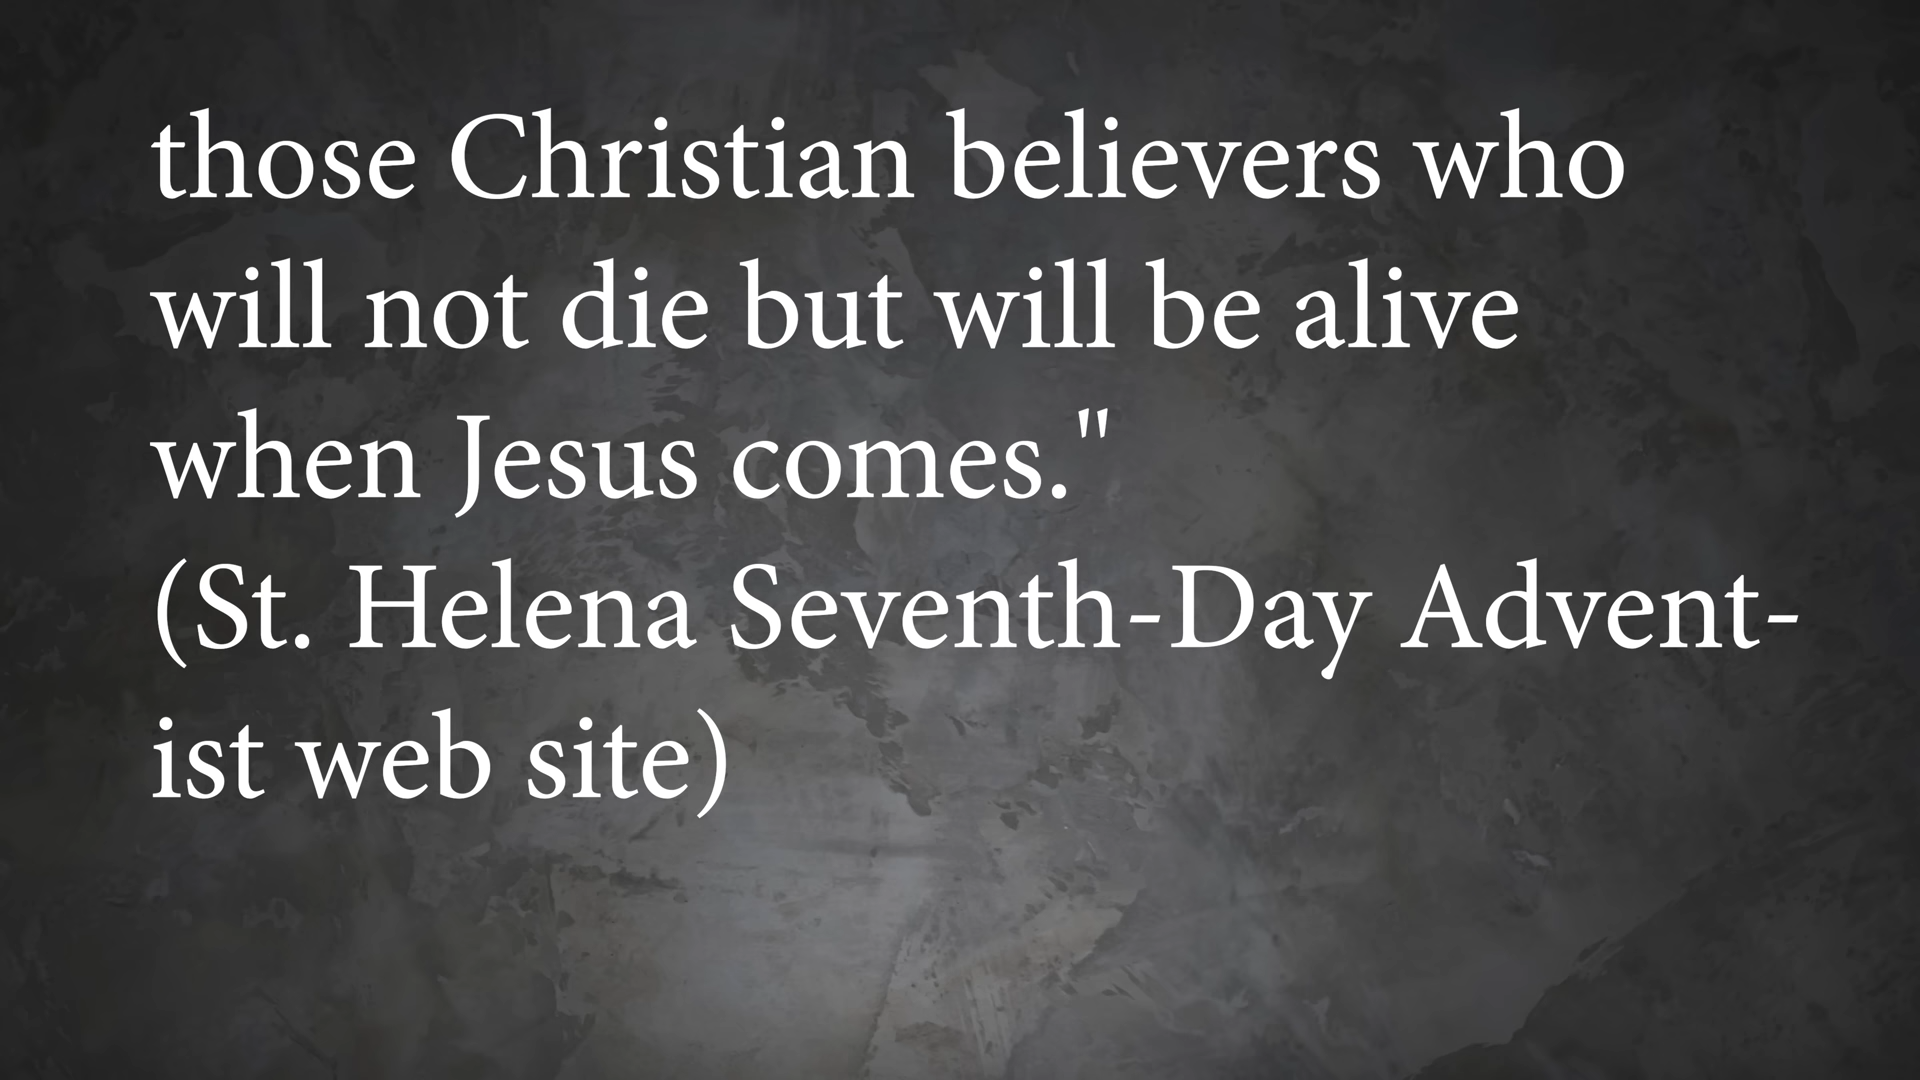 those Christian believers who
will not die but will be alive
when Jesus comes."
(St. Helena Seventh-Day Advent-
ist web site)